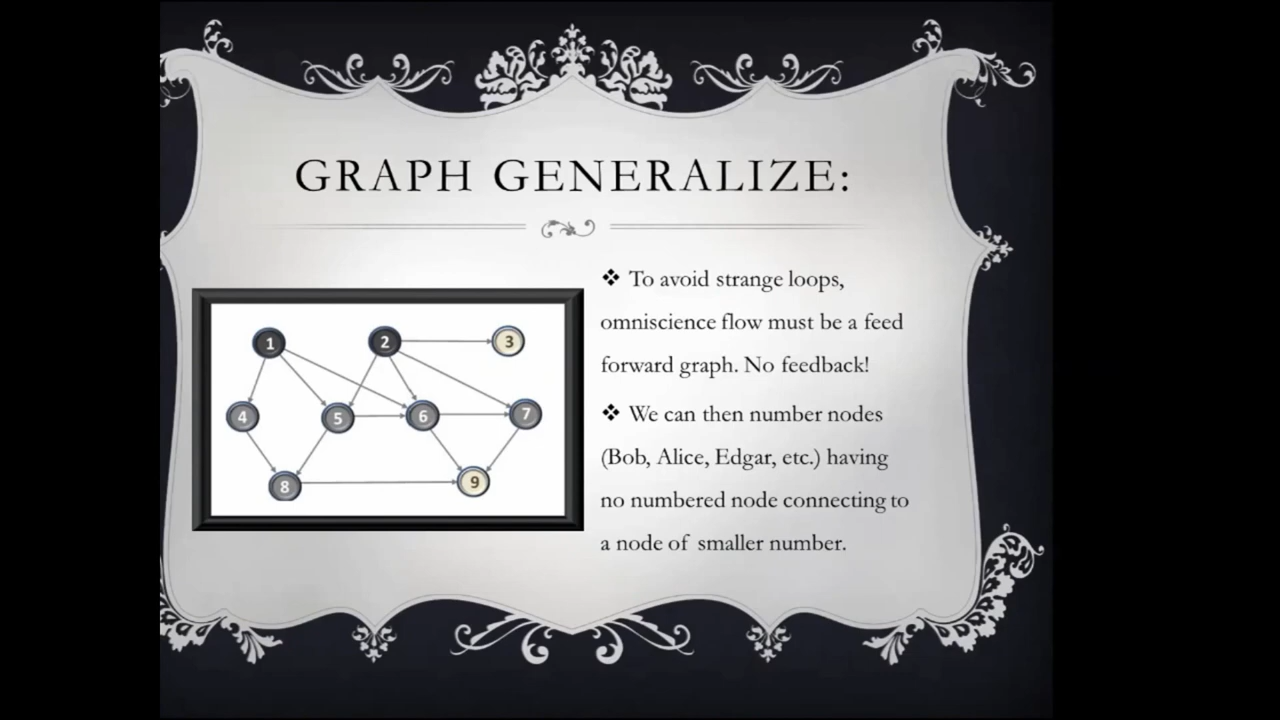 GRAPH GENERALIZE:
1 2 3
4 5 6 7
8 9
❖ To avoid strange loops,
omniscience flow must be a feed
forward graph. No feedback!
❖ We can then number nodes
(Bob, Alice, Edgar, etc.) having
no numbered node connecting to
a node of smaller number.